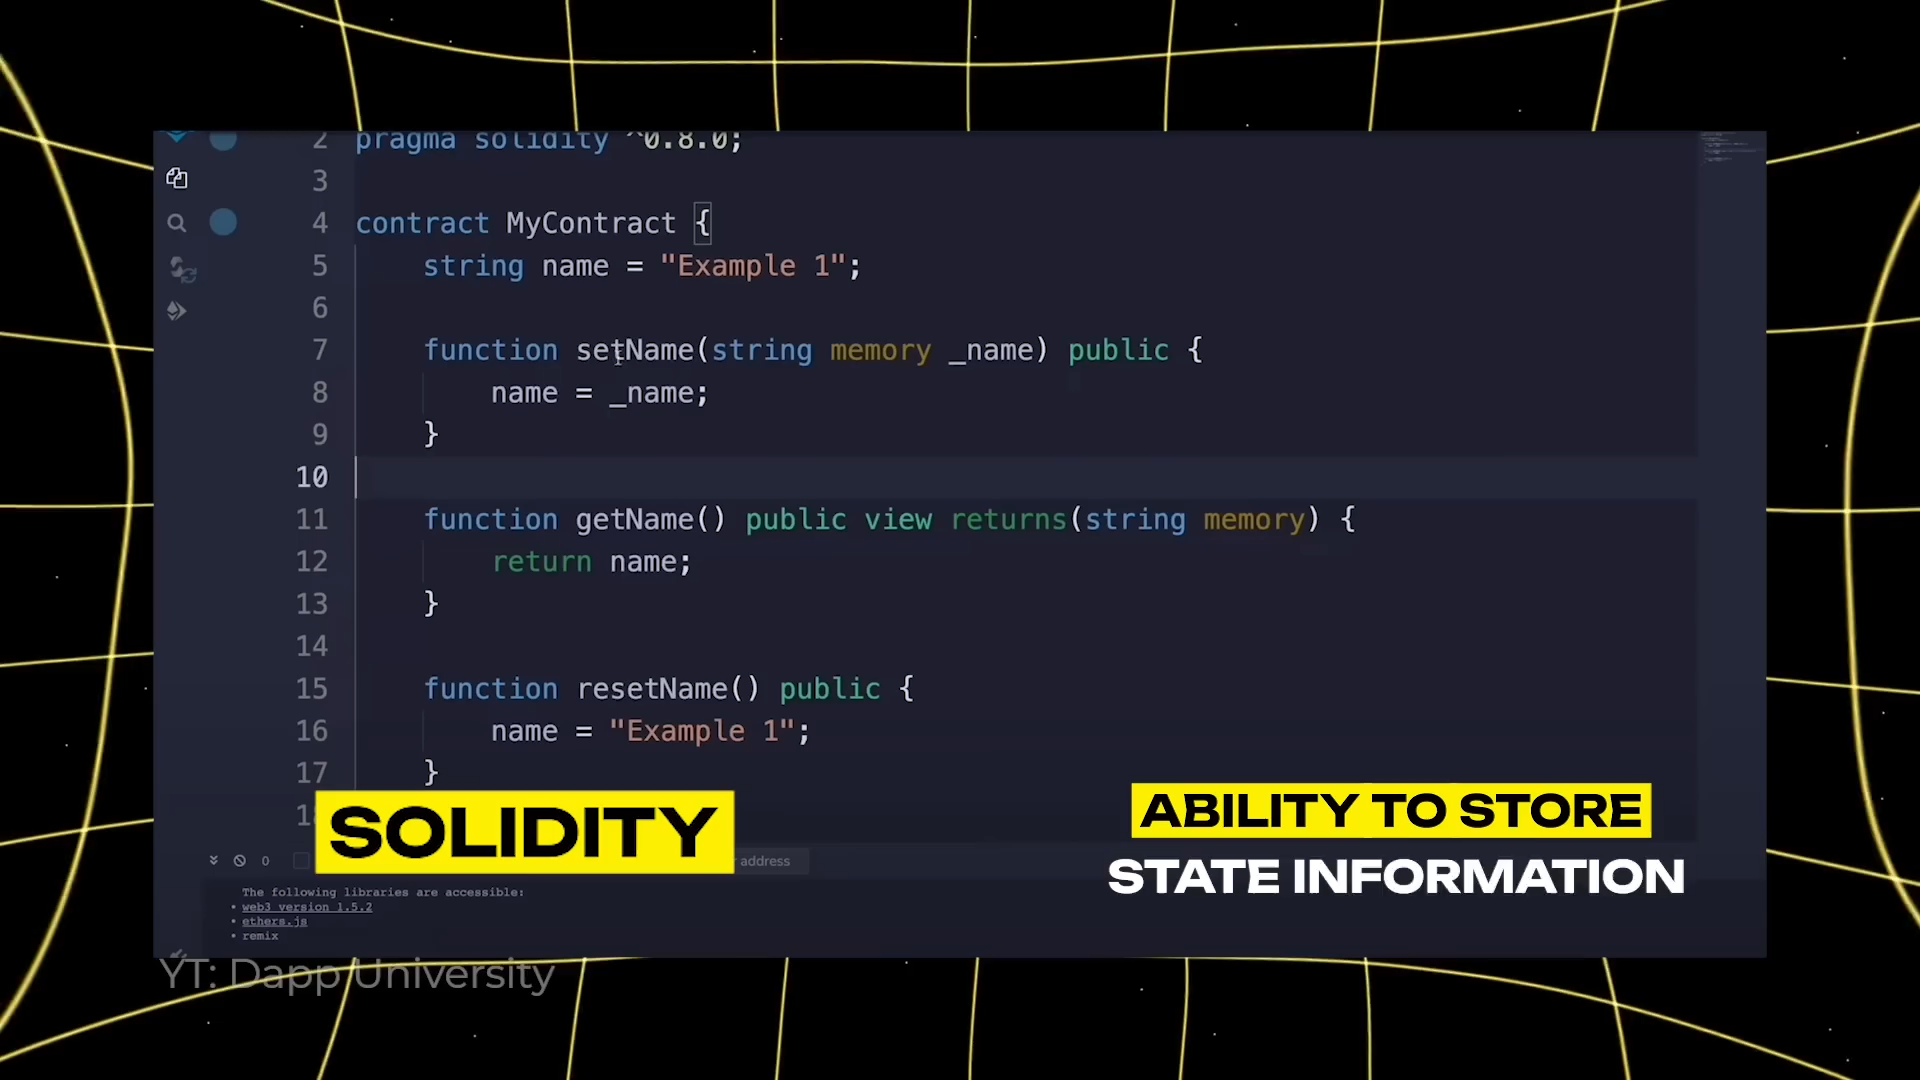 2 pragma solidity ^0.8.0;
3
4 contract MyContract {
5 string name = "Example 1";
6
7 function setName(string memory _name) public {
8 name = _name;
9 }
10
11 function getName() public view returns(string memory) {
12 return name;
13 }
14
15 function resetName() public {
16 name = "Example 1";
17 }
SOLIDITY
ABILITY TO STORE
STATE INFORMATION
0
address
The following libraries are accessible:
• web3 version 1.5.2
• ethers.js
• remix
YT: Dapp University